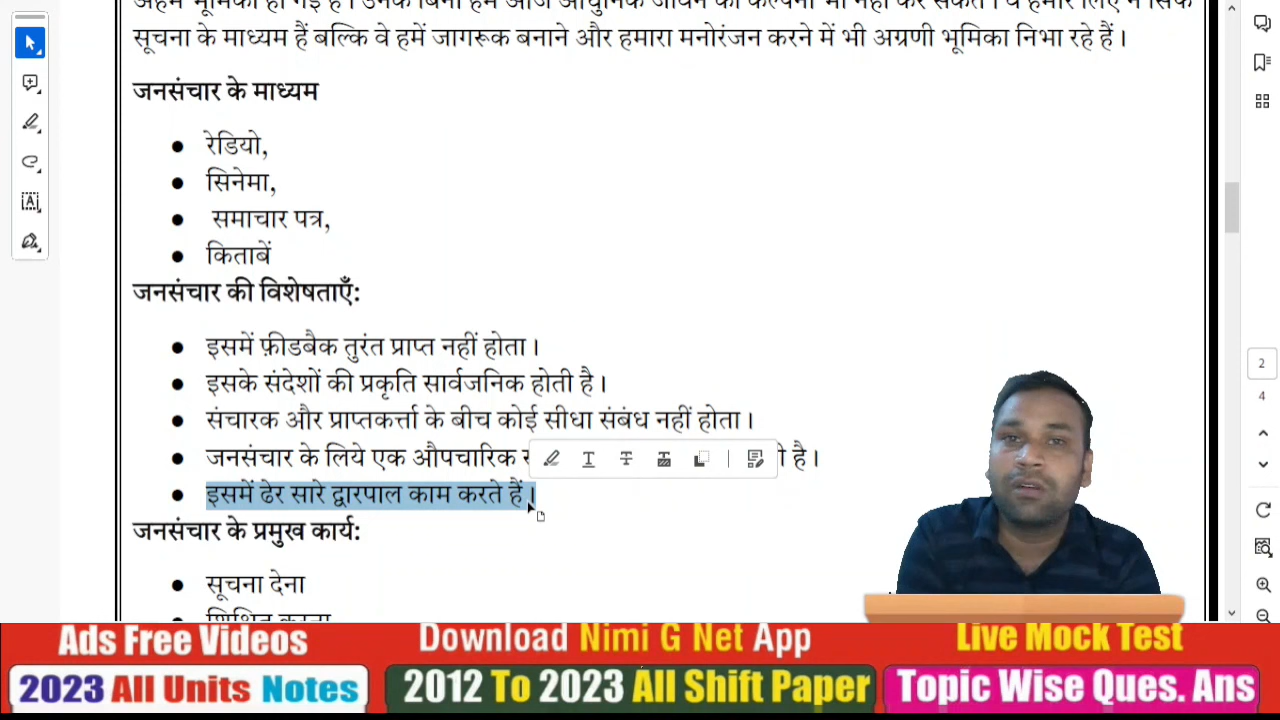 सूचना के माध्यम हैं बल्कि वे हमें जागरूक बनाने और हमारा मनोरंजन करने में भी अग्रणी भूमिका निभा रहे हैं।
जनसंचार के माध्यम
● रेडियो,
● सिनेमा,
● समाचार पत्र,
● किताबें
जनसंचार की विशेषताएँ:
● इसमें फ़ीडबैक तुरंत प्राप्त नहीं होता।
● इसके संदेशों की प्रकृति सार्वजनिक होती है।
● संचारक और प्राप्तकर्त्ता के बीच कोई सीधा संबंध नहीं होता।
● जनसंचार के लिये एक औपचारिक है।
● इसमें ढेर सारे द्वारपाल काम करते हैं।
जनसंचार के प्रमुख कार्य:
● सूचना देना
2
4
Ads Free Videos
Download Nimi G Net App
Live Mock Test
2023 All Units Notes
2012 To 2023 All Shift Paper
Topic Wise Ques. Ans